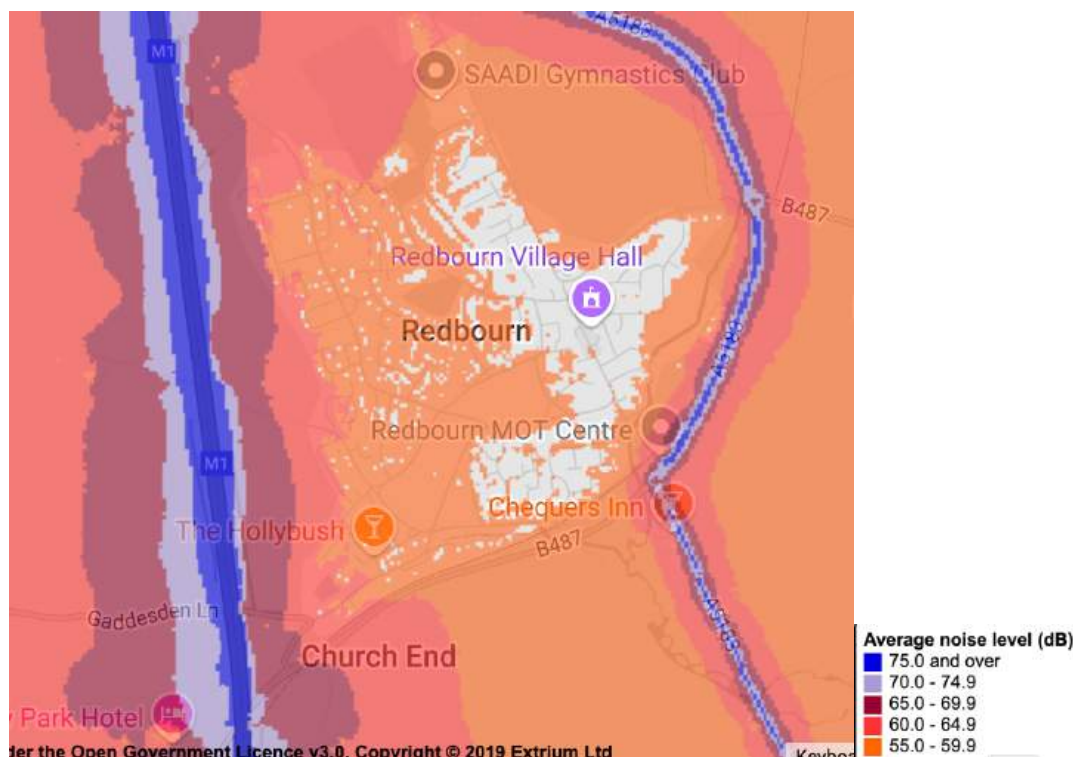 M1
A5183
SAADI Gymnastics Club
B487
Redbourn Village Hall
Redbourn
A5183
Redbourn MOT Centre
M1
Chequers Inn
The Hollybush
B487
A5183
Gaddesden Ln
Church End
Park Hotel
der the Open Government Licence v3.0. Copyright © 2019 Extrium Ltd
Average noise level (dB)
75.0 and over
70.0 - 74.9
65.0 - 69.9
60.0 - 64.9
55.0 - 59.9